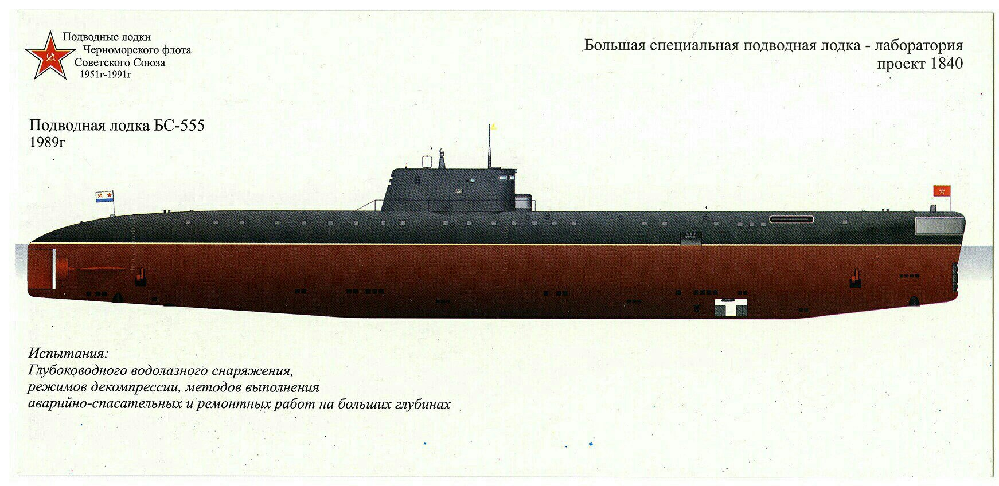 Подводные лодки
Черноморского флота
Советского Союза
1951г-1991г
Большая специальная подводная лодка - лаборатория
проект 1840
Подводная лодка БС-555
1989г
Испытания:
Глубоководного водолазного снаряжения,
режимов декомпрессии, методов выполнения
аварийно-спасательных и ремонтных работ на больших глубинах